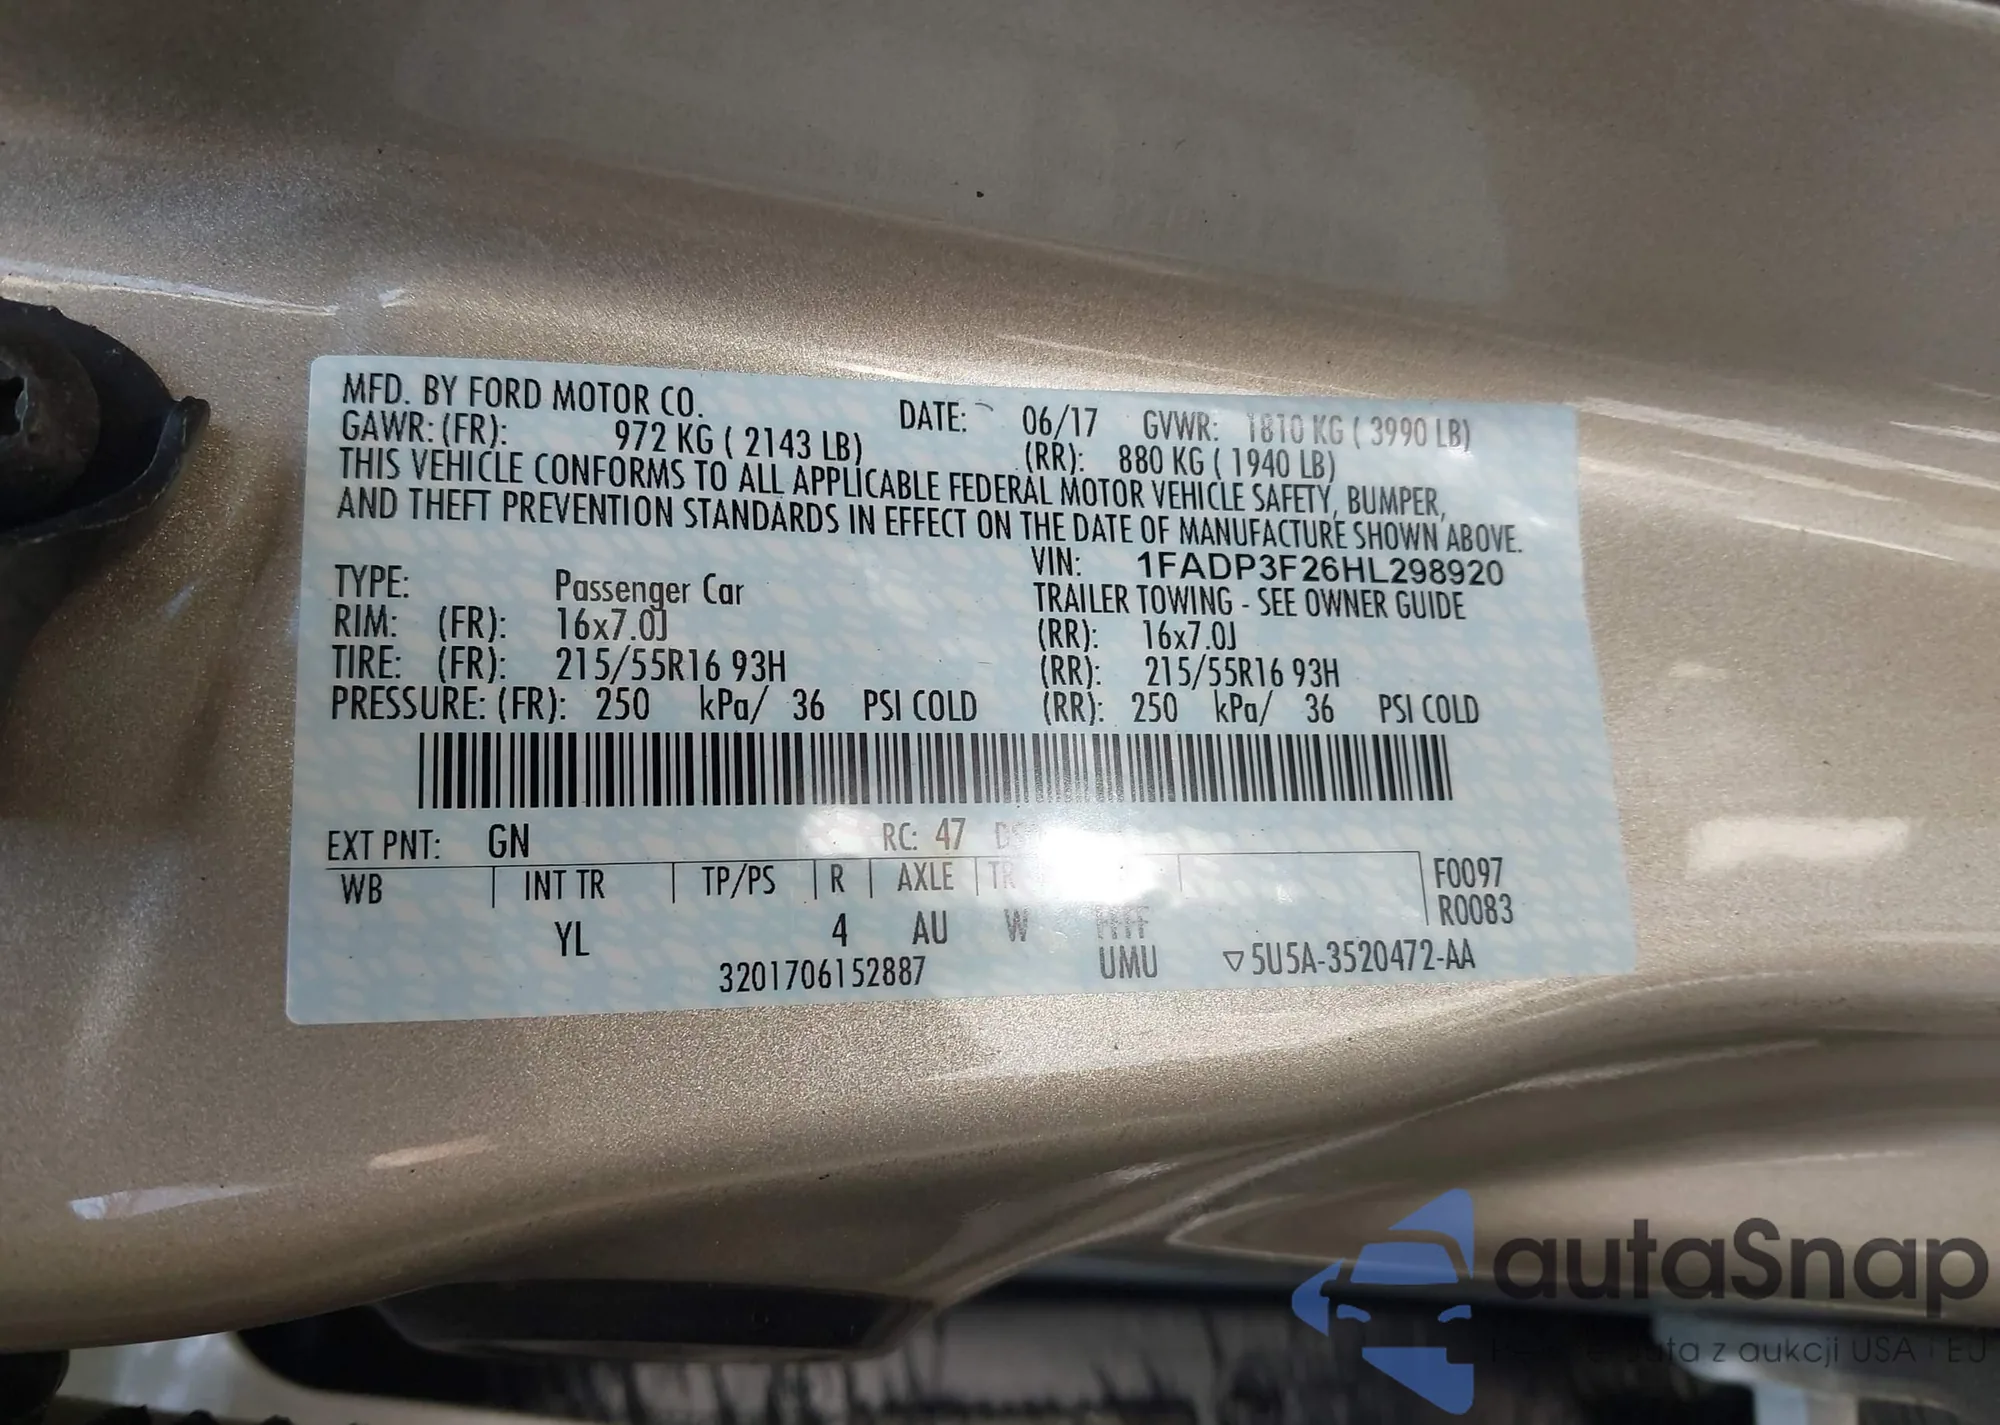 MFD. BY FORD MOTOR CO. DATE: 06/17 GVWR: 1810 KG ( 3990 LB)
GAWR: (FR): 972 KG ( 2143 LB) (RR): 880 KG ( 1940 LB)
THIS VEHICLE CONFORMS TO ALL APPLICABLE FEDERAL MOTOR VEHICLE SAFETY, BUMPER,
AND THEFT PREVENTION STANDARDS IN EFFECT ON THE DATE OF MANUFACTURE SHOWN ABOVE.
VIN: 1FADP3F26HL298920
TYPE: Passenger Car TRAILER TOWING - SEE OWNER GUIDE
RIM: (FR): 16x7.0J (RR): 16x7.0J
TIRE: (FR): 215/55R16 93H (RR): 215/55R16 93H
PRESSURE: (FR): 250 kPa/ 36 PSI COLD (RR): 250 kPa/ 36 PSI COLD
EXT PNT: GN RC: 47
WB INT TR TP/PS R AXLE TR F0097
R0083
YL 4 AU W
3201706152887 UMU ▽5U5A-3520472-AA
autaSnap
z aukcji USA i EU